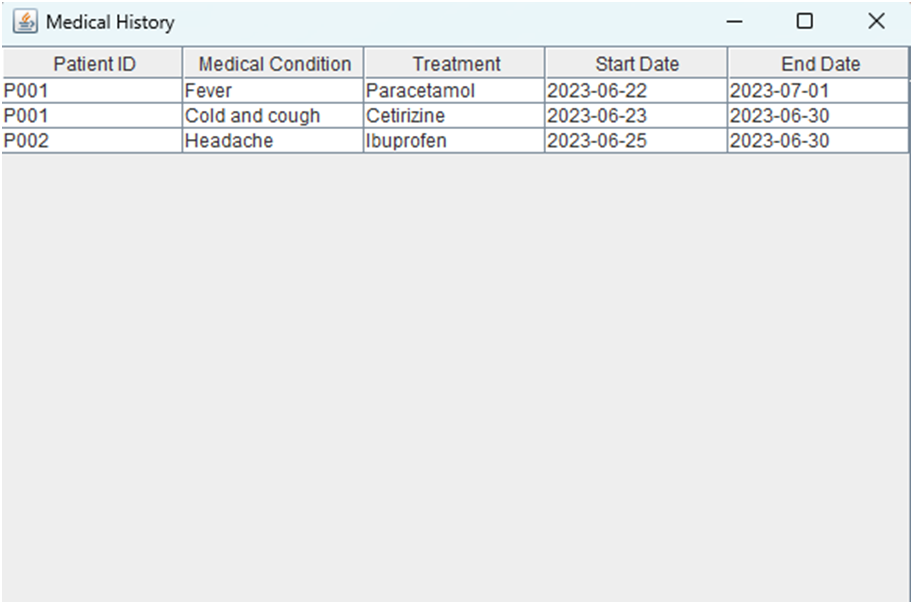 Medical History
Patient ID Medical Condition Treatment Start Date End Date
P001 Fever Paracetamol 2023-06-22 2023-07-01
P001 Cold and cough Cetirizine 2023-06-23 2023-06-30
P002 Headache Ibuprofen 2023-06-25 2023-06-30